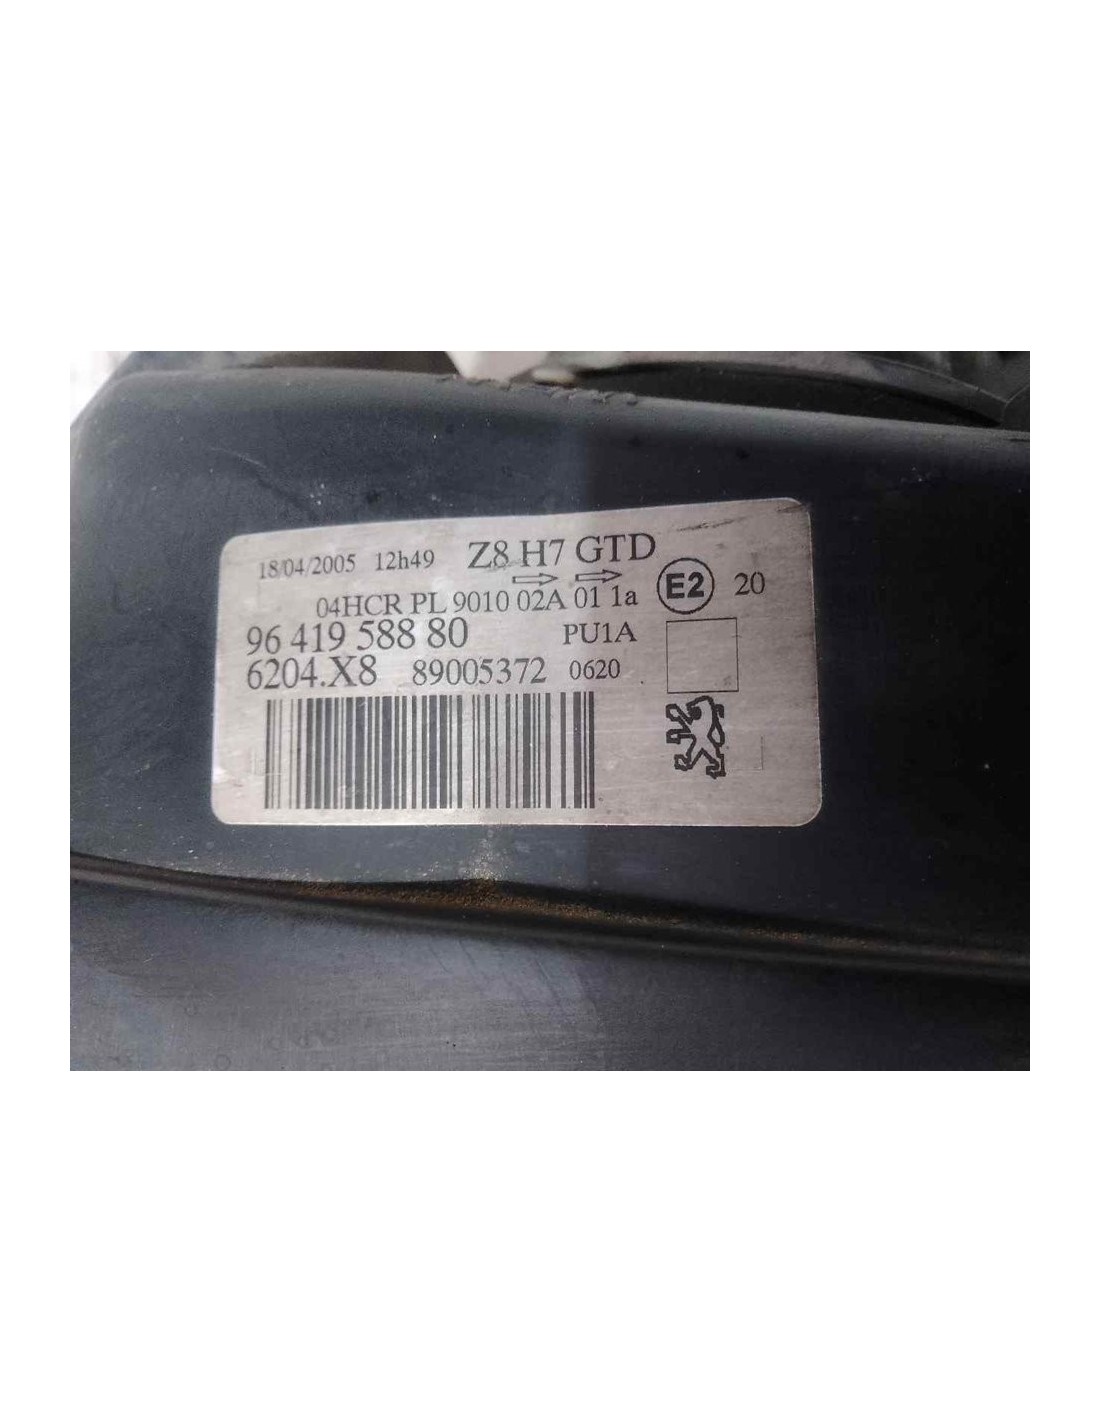 18/04/2005 12h49 Z8 H7 GTD
04HCR PL 9010 02A 01 1a E2 20
96 419 588 80 PU1A
6204.X8 89005372 0620